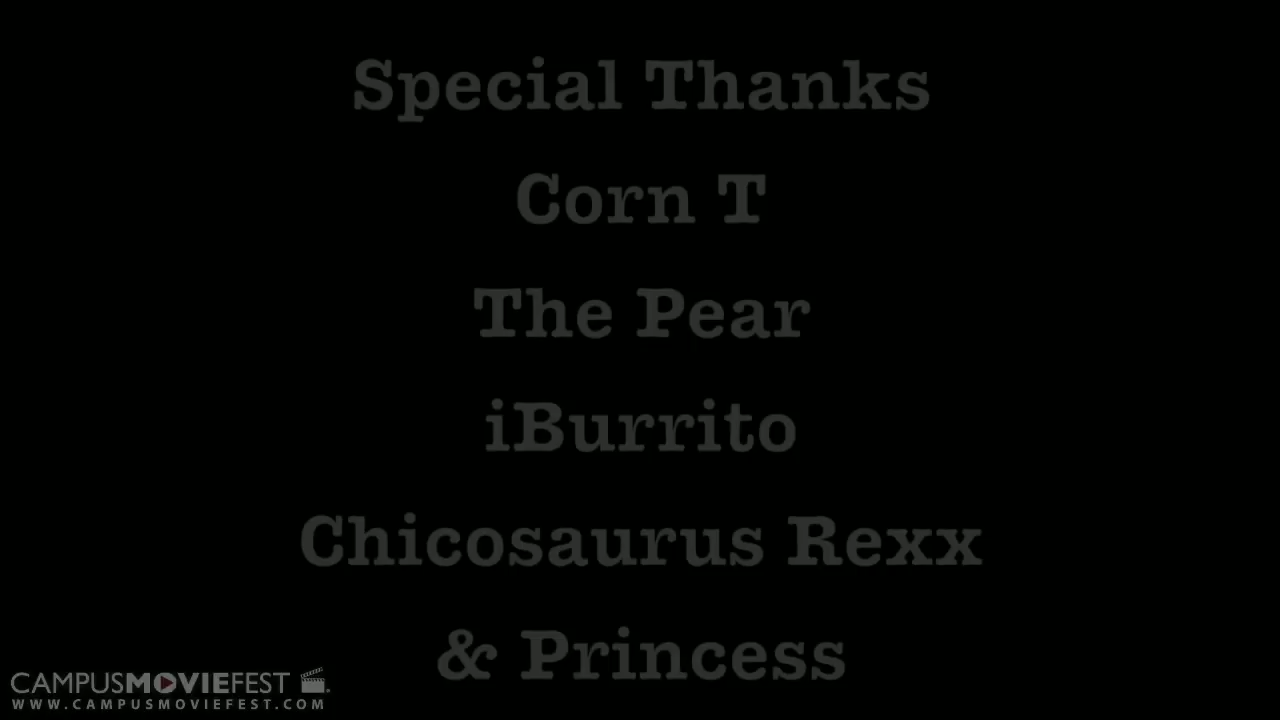 Special Thanks
Corn T
The Pear
iBurrito
Chicosaurus Rexx
& Princess
CAMPUSMOVIEFEST
WWW.CAMPUSMOVIEFEST.COM